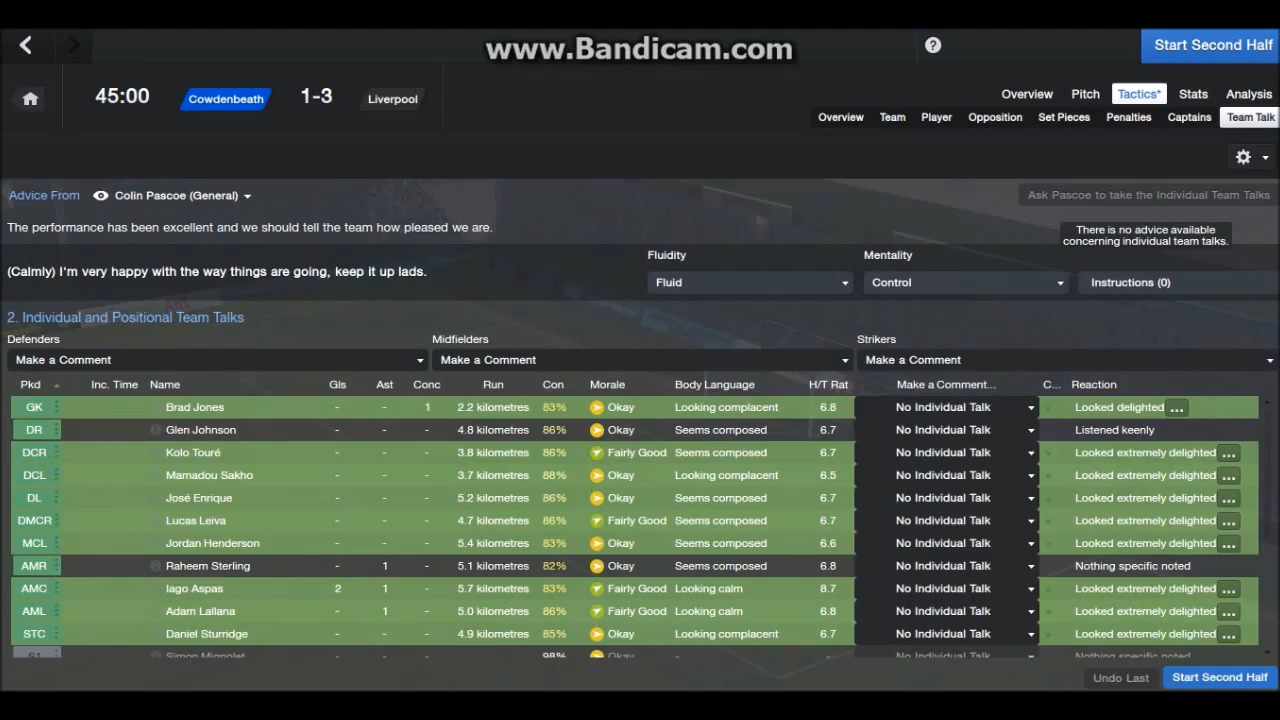 www.Bandicam.com
Start Second Half
45:00 Cowdenbeath 1-3 Liverpool
Overview Pitch Tactics* Stats Analysis
Overview Team Player Opposition Set Pieces Penalties Captains Team Talk
Advice From Colin Pascoe (General) Ask Pascoe to take the Individual Team Talks
The performance has been excellent and we should tell the team how pleased we are.
There is no advice available
concerning individual team talks.
Fluidity Mentality
(Calmly) I'm very happy with the way things are going, keep it up lads.
Fluid Control Instructions (0)
2. Individual and Positional Team Talks
Defenders Midfielders Strikers
Make a Comment Make a Comment Make a Comment
Pkd Inc. Time Name Gls Ast Conc Run Con Morale Body Language H/T Rat Make a Comment... C... Reaction
GK Brad Jones - - 1 2.2 kilometres 83% Okay Looking complacent 6.8 No Individual Talk Looked delighted ...
DR Glen Johnson - - - 4.8 kilometres 86% Okay Seems composed 6.7 No Individual Talk Listened keenly
DCR Kolo Touré - - - 3.8 kilometres 86% Fairly Good Seems composed 6.7 No Individual Talk Looked extremely delighted ...
DCL Mamadou Sakho - - - 3.7 kilometres 88% Okay Looking complacent 6.5 No Individual Talk Looked extremely delighted ...
DL José Enrique - - - 5.2 kilometres 86% Okay Seems composed 6.7 No Individual Talk Looked extremely delighted ...
DMCR Lucas Leiva - - - 4.7 kilometres 86% Fairly Good Seems composed 6.7 No Individual Talk Looked extremely delighted ...
MCL Jordan Henderson - - - 5.4 kilometres 83% Okay Seems composed 6.6 No Individual Talk Looked extremely delighted ...
AMR Raheem Sterling - 1 - 5.1 kilometres 82% Okay Seems composed 6.8 No Individual Talk Nothing specific noted
AMC Iago Aspas 2 1 - 5.7 kilometres 83% Fairly Good Looking calm 8.7 No Individual Talk Looked extremely delighted ...
AML Adam Lallana - 1 - 5.0 kilometres 86% Fairly Good Looking calm 6.8 No Individual Talk Looked extremely delighted ...
STC Daniel Sturridge - - - 4.9 kilometres 85% Okay Looking complacent 6.7 No Individual Talk Looked extremely delighted ...
S1 Simon Mignolet - - - 98% Okay - - No Individual Talk Nothing specific noted
Undo Last Start Second Half